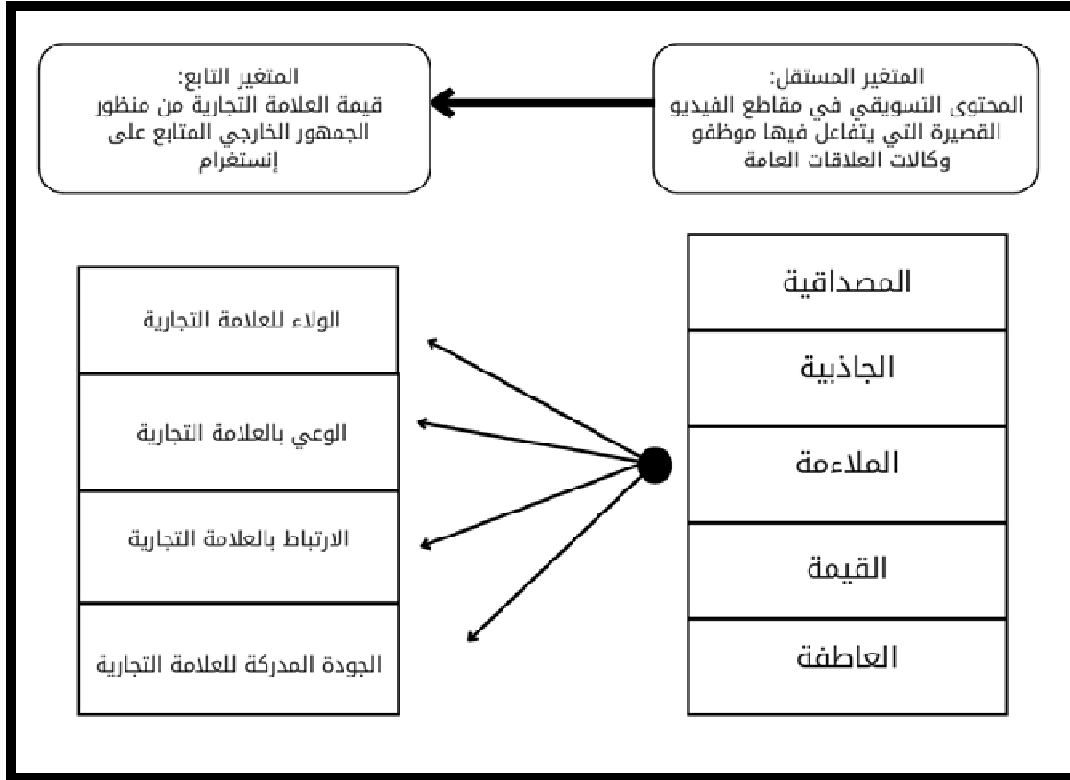 المتغير المستقل:
المحتوى التسويقي في مقاطع الفيديو
القصيرة التي يتفاعل فيها موظفو
وكالات العلاقات العامة
المتغير التابع:
قيمة العلامة التجارية من منظور
الجمهور الخارجي المتابع على
إنستغرام
المصداقية
الجاذبية
الملاءمة
القيمة
العاطفة
الولاء للعلامة التجارية
الوعي بالعلامة التجارية
الارتباط بالعلامة التجارية
الجودة المدركة للعلامة التجارية